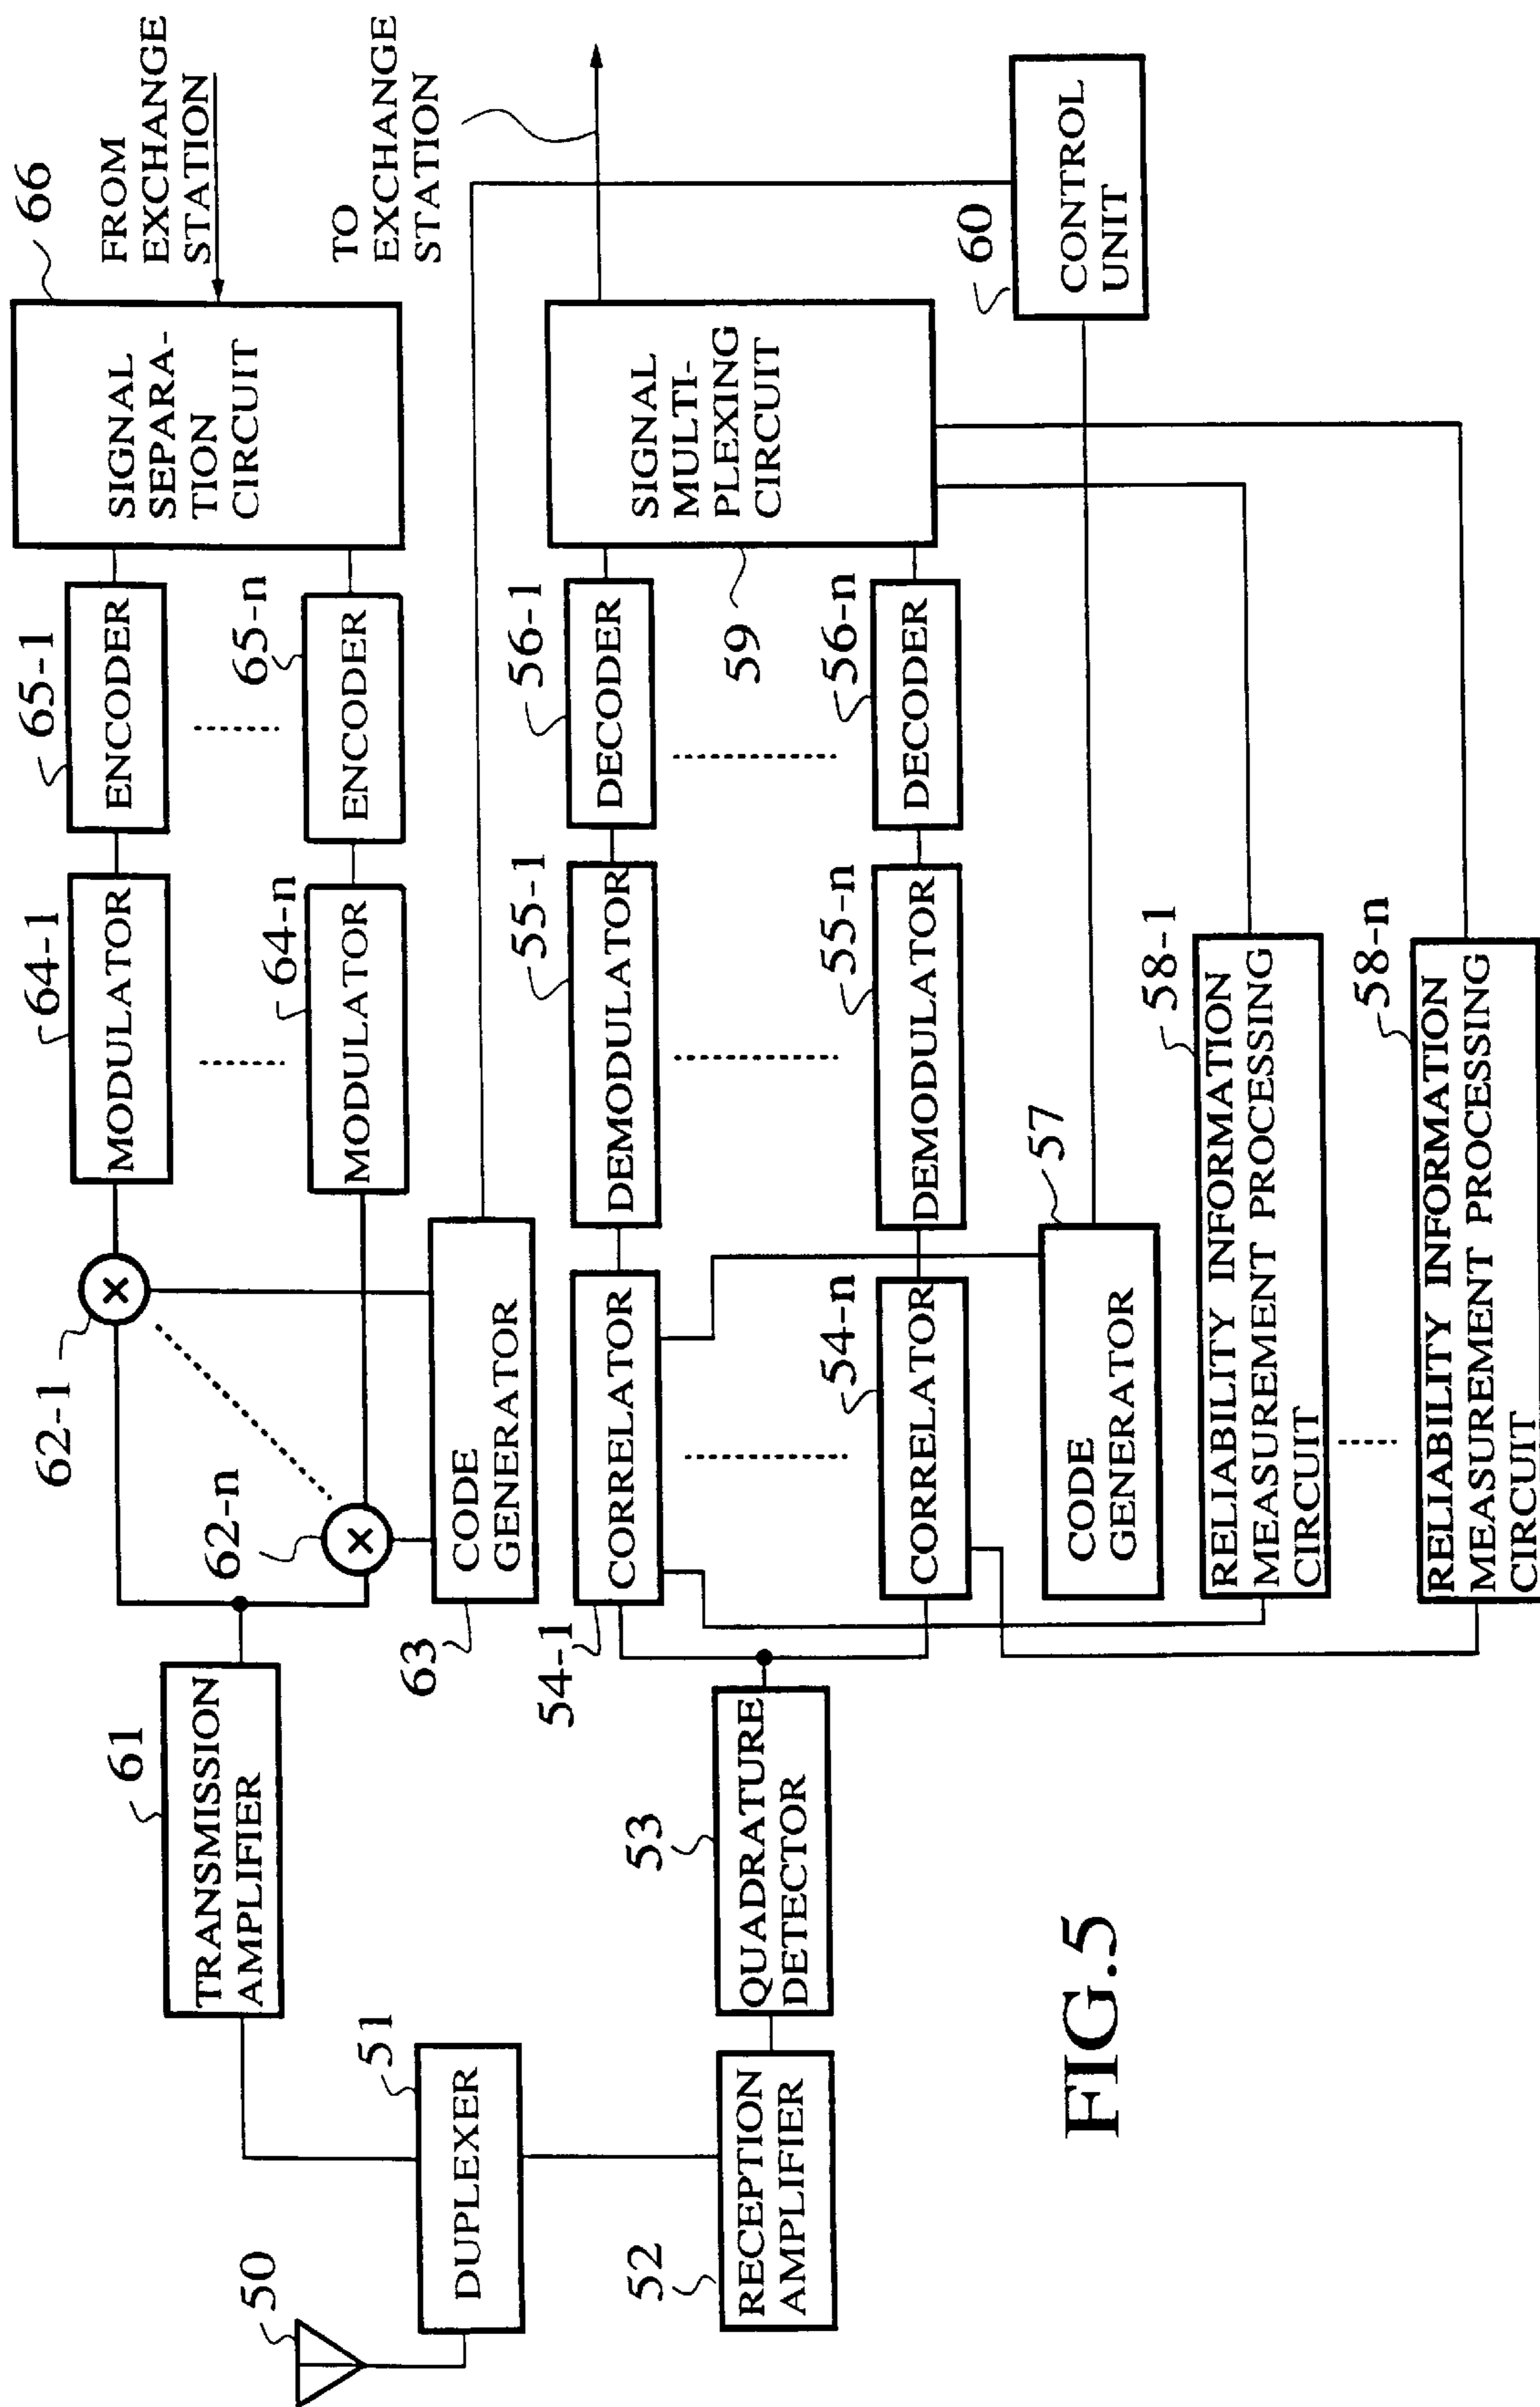 50
51
DUPLEXER
61
TRANSMISSION
AMPLIFIER
62-1
×
62-n
×
63
CODE
GENERATOR
64-1
MODULATOR
64-n
MODULATOR
65-1
ENCODER
65-n
ENCODER
66
SIGNAL
SEPARA-
TION
CIRCUIT
FROM
EXCHANGE
STATION
TO
EXCHANGE
STATION
52
RECEPTION
AMPLIFIER
53
QUADRATURE
DETECTOR
54-1
CORRELATOR
54-n
CORRELATOR
55-1
DEMODULATOR
55-n
DEMODULATOR
56-1
DECODER
56-n
DECODER
59
SIGNAL
MULTI-
PLEXING
CIRCUIT
57
CODE
GENERATOR
60
CONTROL
UNIT
58-1
RELIABILITY INFORMATION
MEASUREMENT PROCESSING
CIRCUIT
58-n
RELIABILITY INFORMATION
MEASUREMENT PROCESSING
CIRCUIT
FIG.5